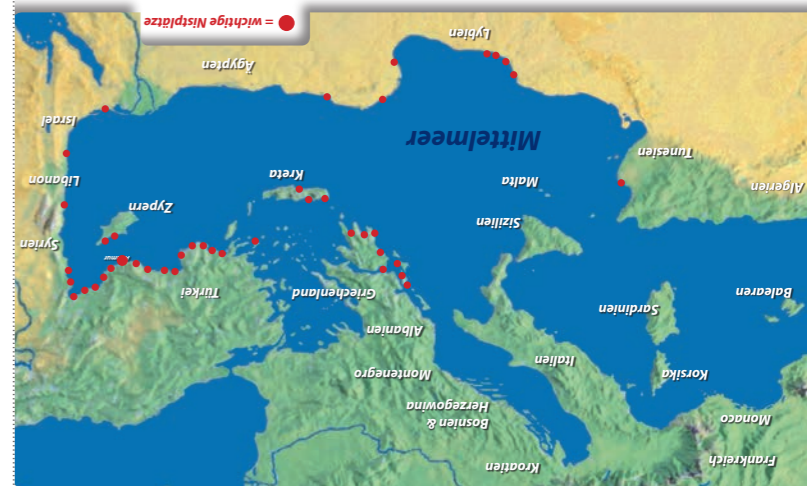 Frankreich
Kroatien
Monaco
Bosnien &
Herzegowina
Korsika
Montenegro
Italien
Albanien
Sardinien
Balearen
Griechenland
Türkei
Sizilien
Syrien
Zypern
Malta
Algerien
Libanon
Kreta
Tunesien
Mittelmeer
Israel
Ägypten
Lybien
= wichtige Nistplätze